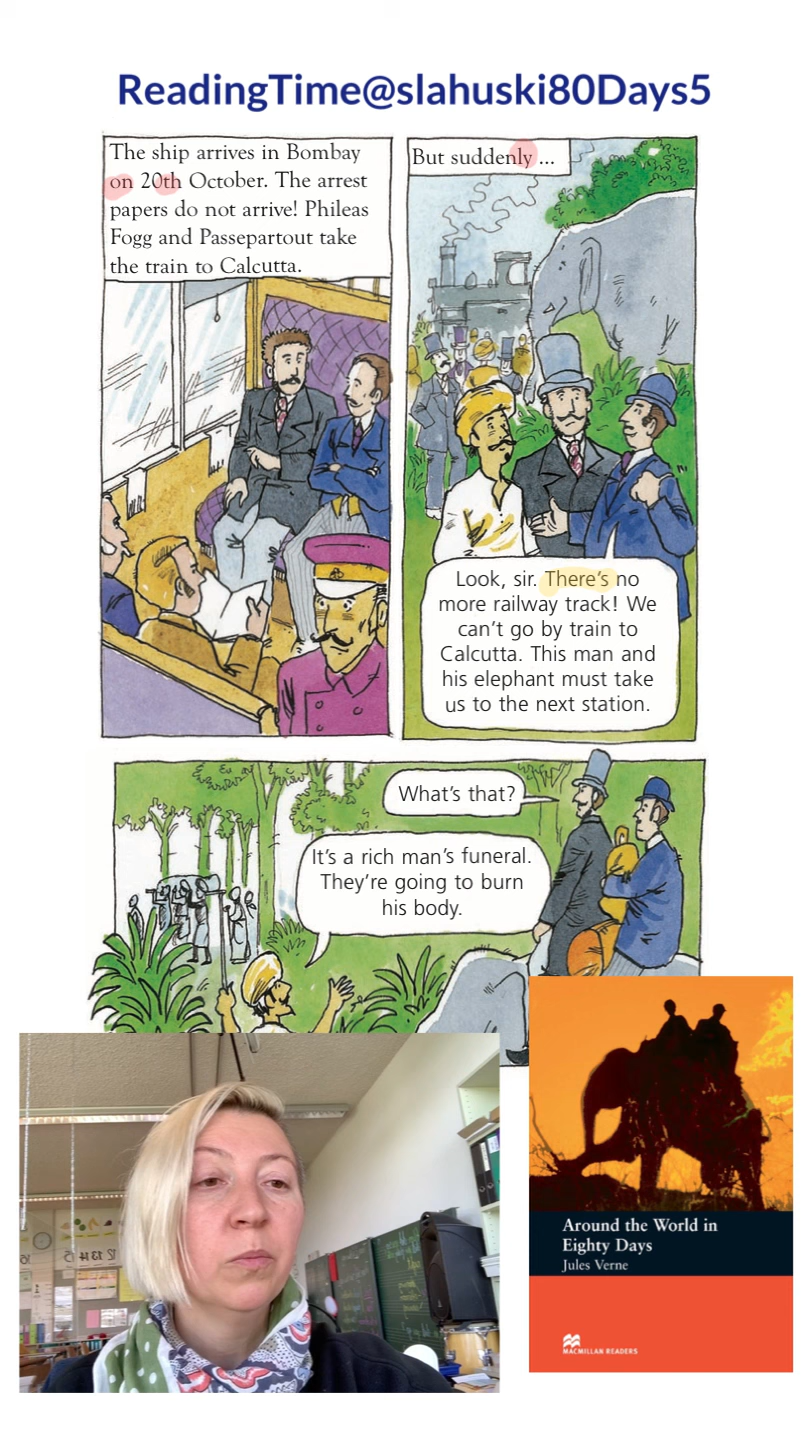 ReadingTime@slahuski80Days5
The ship arrives in Bombay
on 20th October. The arrest
papers do not arrive! Phileas
Fogg and Passepartout take
the train to Calcutta.
But suddenly ...
Look, sir. There's no
more railway track! We
can't go by train to
Calcutta. This man and
his elephant must take
us to the next station.
What's that?
It's a rich man's funeral.
They're going to burn
his body.
Around the World in
Eighty Days
Jules Verne
MACMILLAN READERS